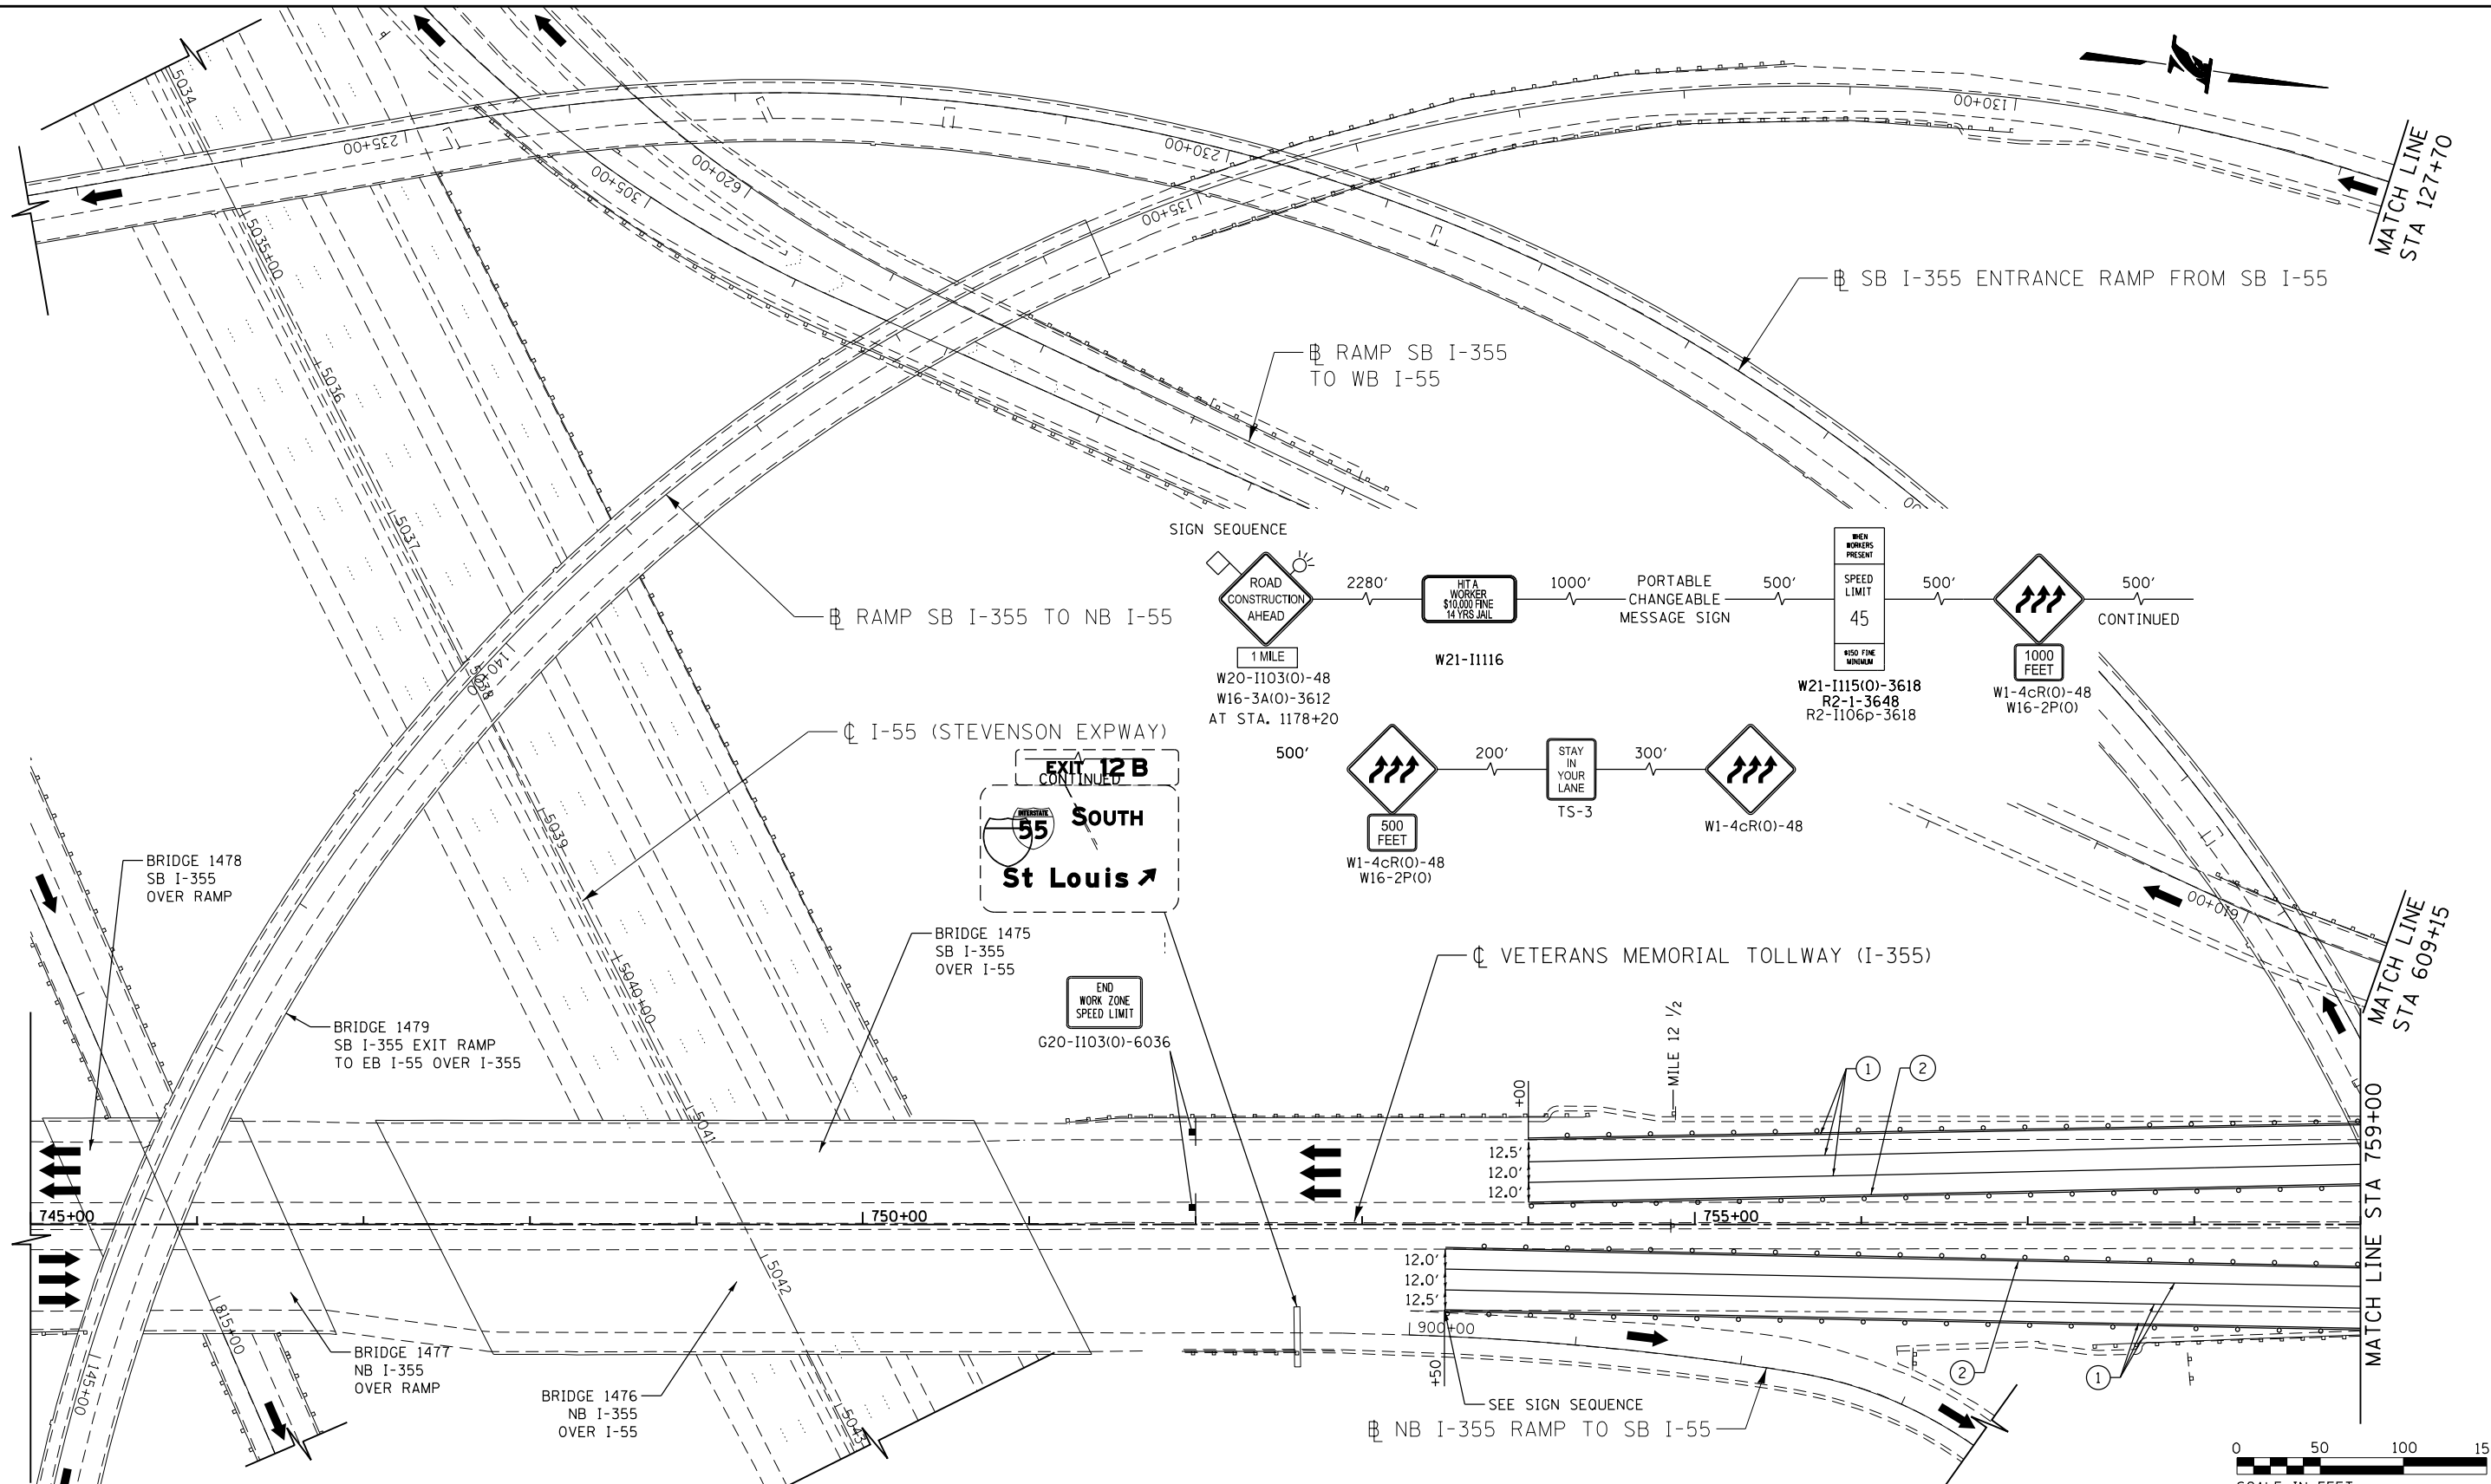 5034
235+00
5035+00
305+00
620+00
230+00
135+00
130+00
MATCH LINE
STA 127+70
℄ SB I-355 ENTRANCE RAMP FROM SB I-55
℄ RAMP SB I-355
TO WB I-55
5036
5037
SIGN SEQUENCE
ROAD
CONSTRUCTION
AHEAD
1 MILE
W20-I103(O)-48
W16-3A(O)-3612
AT STA. 1178+20
2280'
HIT A
WORKER
$10,000 FINE
14 YRS JAIL
W21-I1116
1000'
PORTABLE
CHANGEABLE
MESSAGE SIGN
500'
WHEN
WORKERS
PRESENT
SPEED
LIMIT
45
$150 FINE
MINIMUM
W21-I115(O)-3618
R2-1-3648
R2-I106p-3618
500'
1000
FEET
W1-4cR(O)-48
W16-2P(O)
500'
CONTINUED
℄ RAMP SB I-355 TO NB I-55
140+00
5038
℄ I-55 (STEVENSON EXPWAY)
500'
CONTINUED
500
FEET
W1-4cR(O)-48
W16-2P(O)
200'
STAY
IN
YOUR
LANE
TS-3
300'
W1-4cR(O)-48
EXIT 12B
INTERSTATE
55
SOUTH
St Louis
5039
BRIDGE 1478
SB I-355
OVER RAMP
610+00
MATCH LINE
STA 609+15
BRIDGE 1475
SB I-355
OVER I-55
℄ VETERANS MEMORIAL TOLLWAY (I-355)
5040+00
END
WORK ZONE
SPEED LIMIT
G20-I103(O)-6036
BRIDGE 1479
SB I-355 EXIT RAMP
TO EB I-55 OVER I-355
MILE 12 1/2
+00
1
2
5041
12.5'
12.0'
12.0'
745+00
750+00
755+00
MATCH LINE STA 759+00
5042
12.0'
12.0'
12.5'
815+00
900+00
+50
145+00
BRIDGE 1477
NB I-355
OVER RAMP
BRIDGE 1476
NB I-355
OVER I-55
5043
SEE SIGN SEQUENCE
℄ NB I-355 RAMP TO SB I-55
2
1
0 50 100